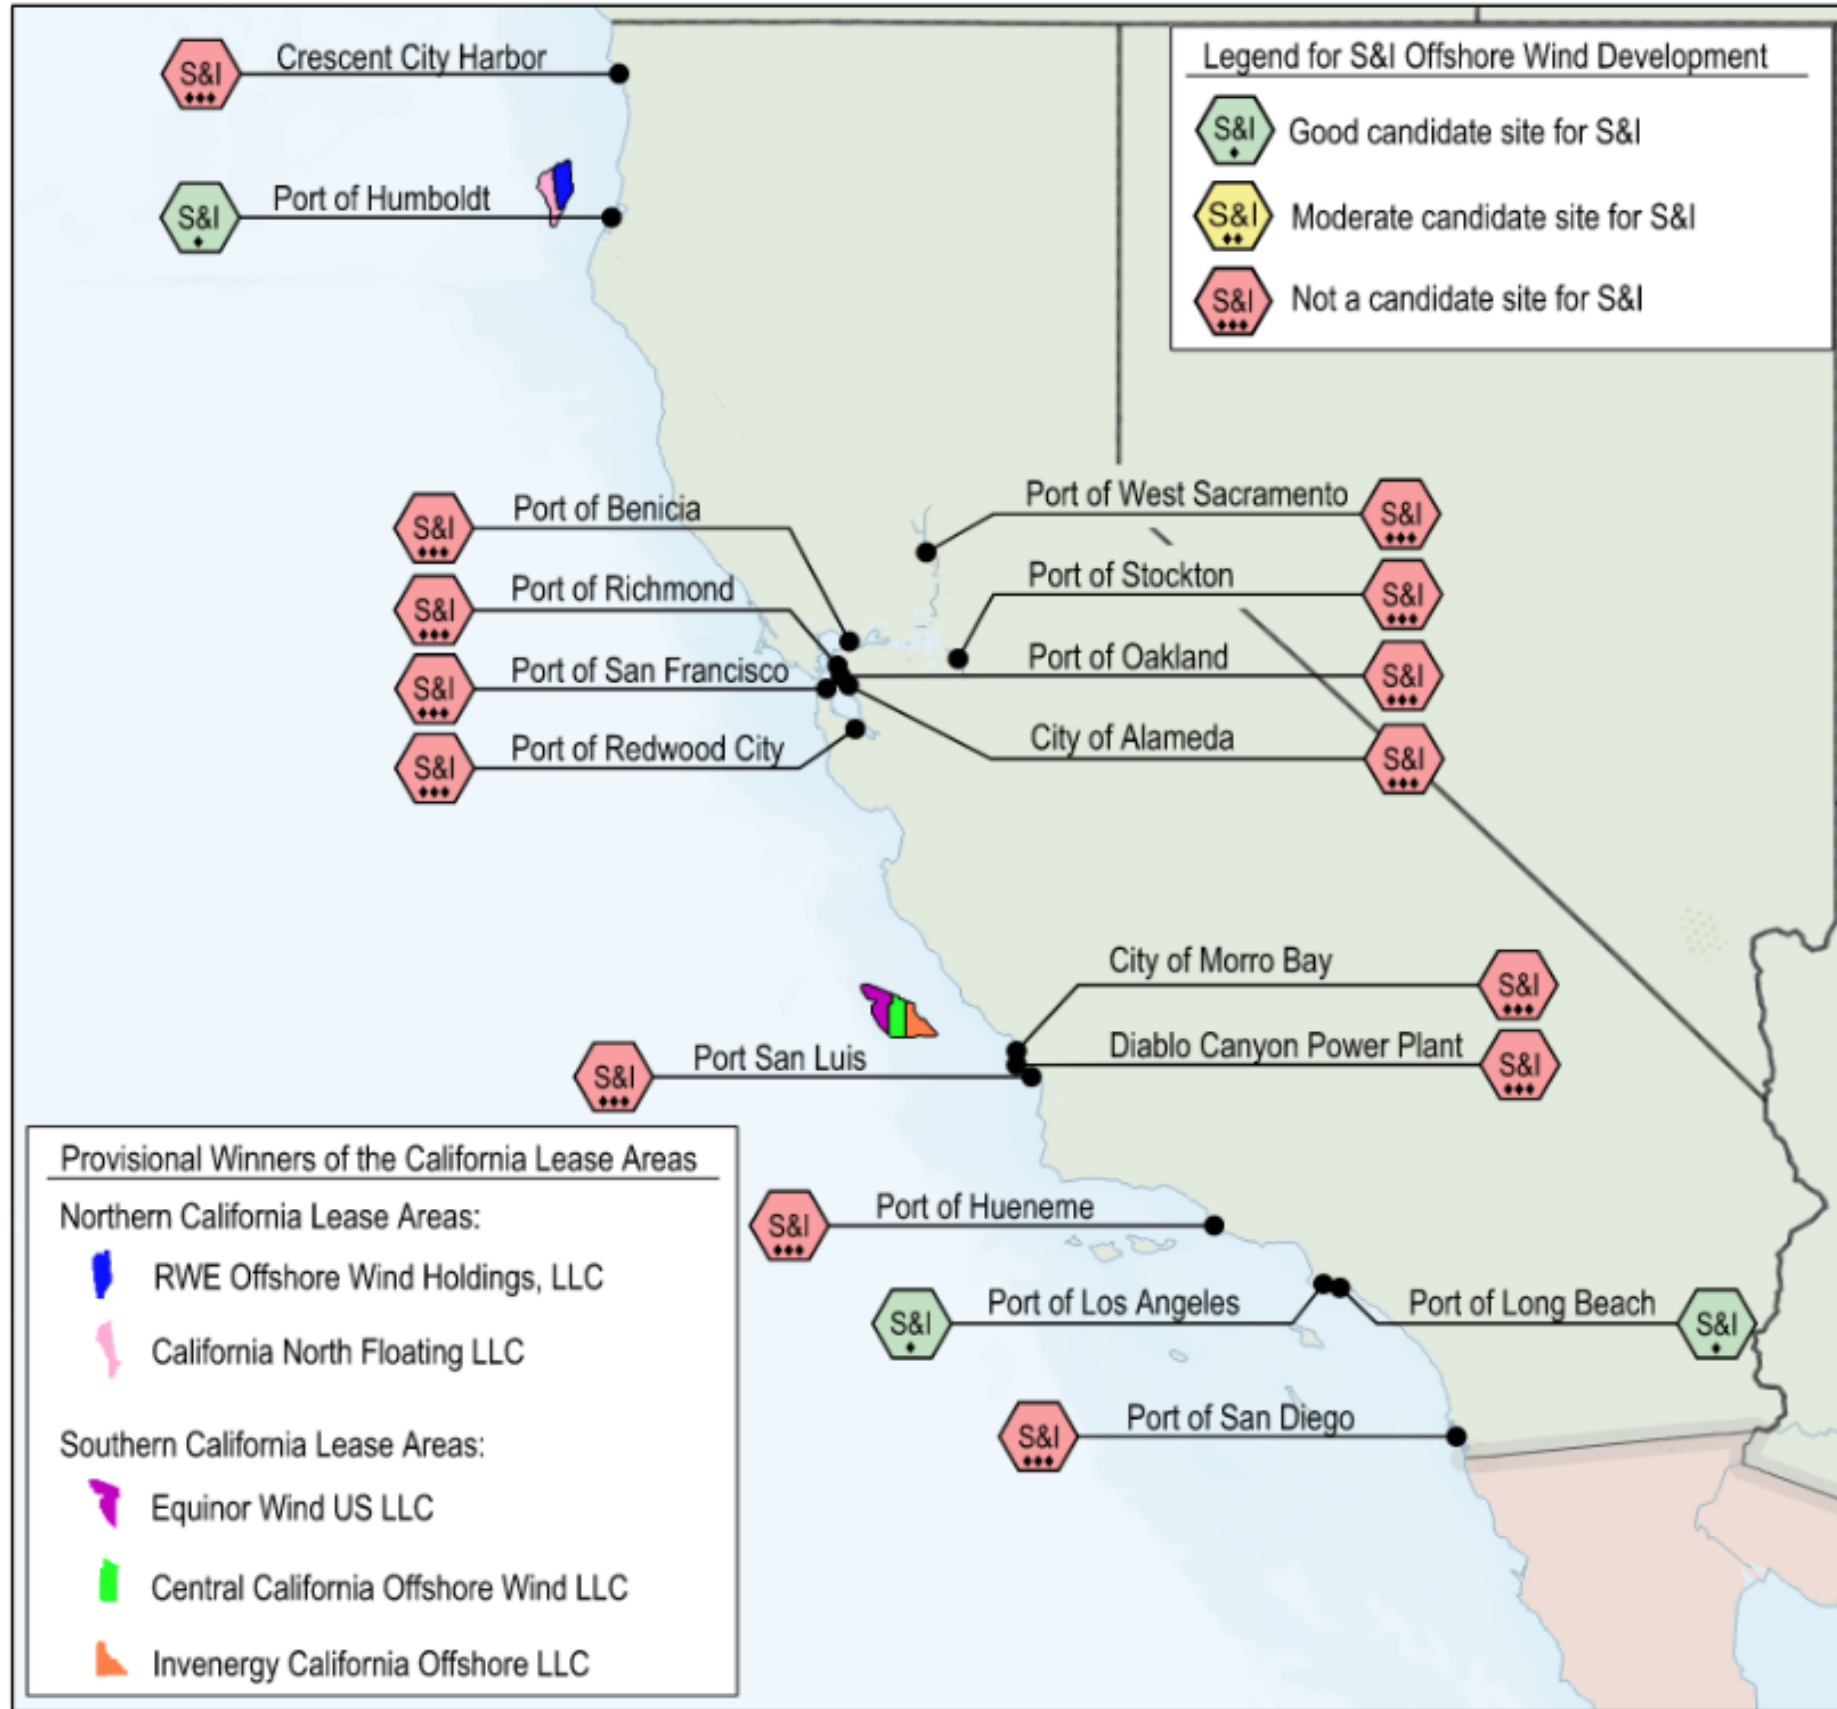 Crescent City Harbor
S&I
Port of Humboldt
S&I
Legend for S&I Offshore Wind Development
S&I
Good candidate site for S&I
S&I
Moderate candidate site for S&I
S&I
Not a candidate site for S&I
Port of Benicia
S&I
Port of Richmond
S&I
Port of San Francisco
S&I
Port of Redwood City
S&I
Port of West Sacramento
S&I
Port of Stockton
S&I
Port of Oakland
S&I
City of Alameda
S&I
City of Morro Bay
S&I
Diablo Canyon Power Plant
S&I
Port San Luis
S&I
Port of Hueneme
S&I
Port of Los Angeles
S&I
Port of Long Beach
S&I
Port of San Diego
S&I
Provisional Winners of the California Lease Areas
Northern California Lease Areas:
RWE Offshore Wind Holdings, LLC
California North Floating LLC
Southern California Lease Areas:
Equinor Wind US LLC
Central California Offshore Wind LLC
Invenergy California Offshore LLC